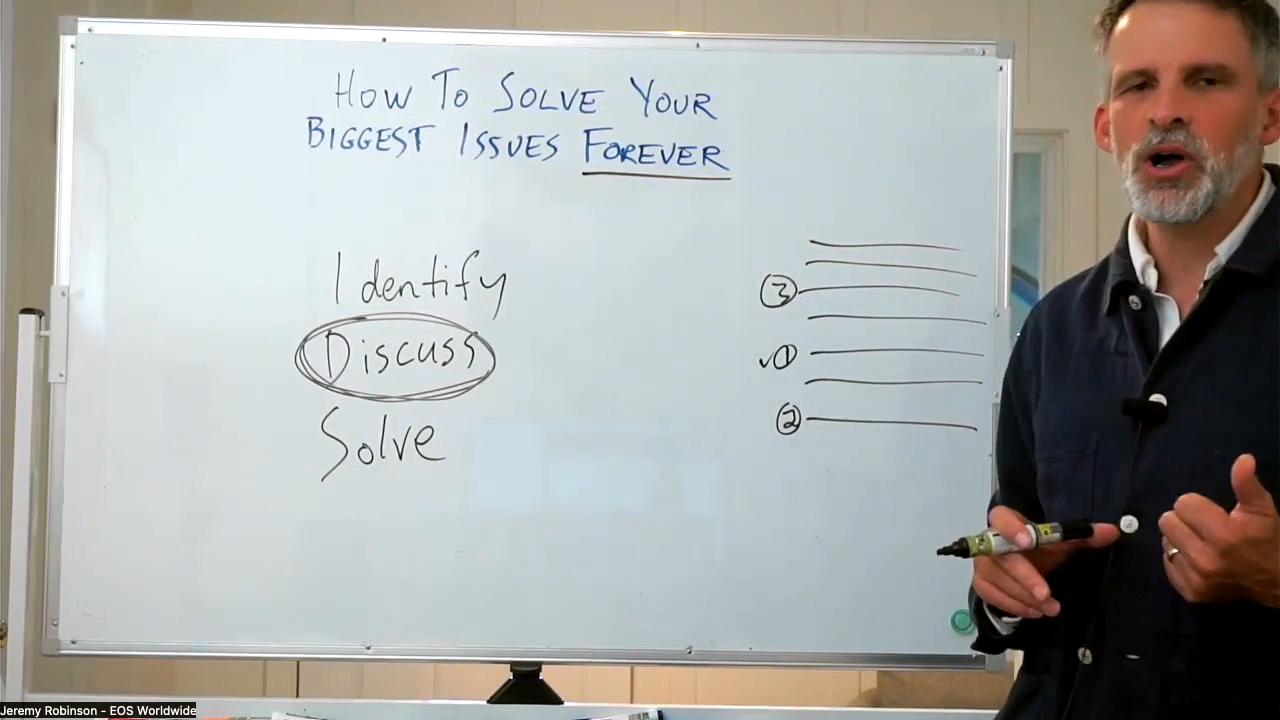 How To Solve Your
Biggest Issues Forever
Identify
Discuss
Solve
3
1
2
Jeremy Robinson - EOS Worldwide